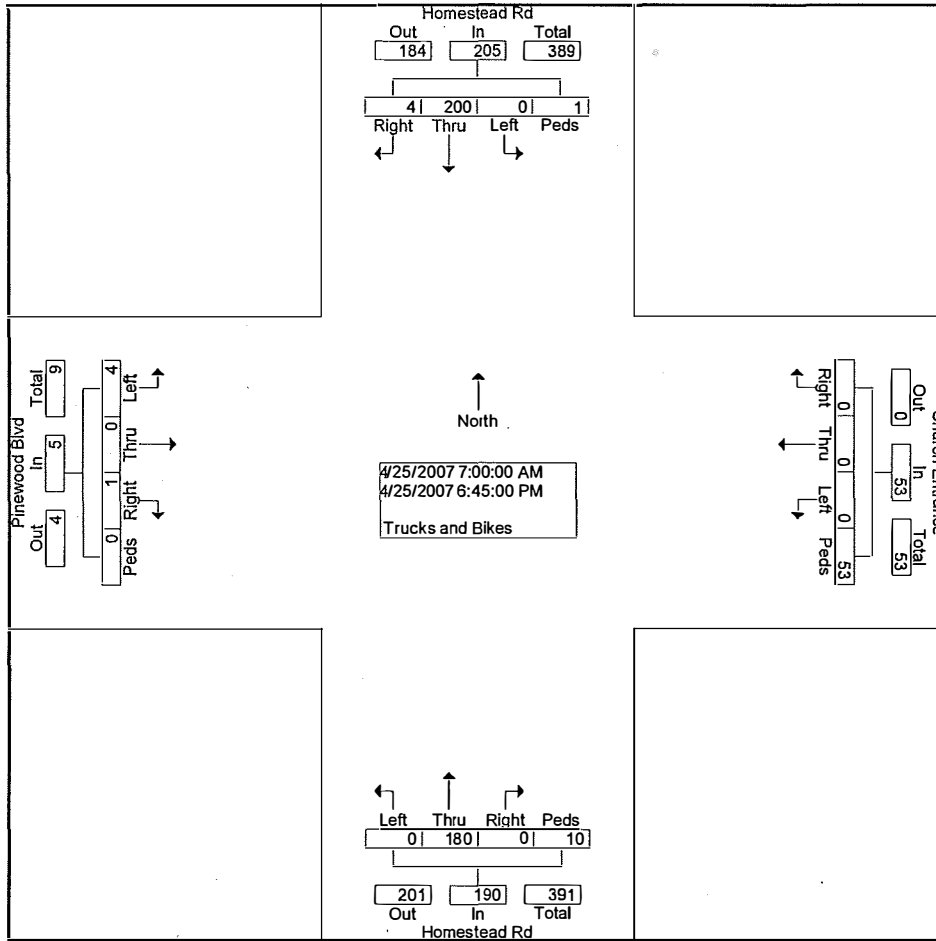 Homestead Rd
Out In Total
184 205 389
4 200 0 1
Right Thru Left Peds
Pinewood Blvd
Total In Out
9 5 4
4 0 1 0
Left Thru Right Peds
North
4/25/2007 7:00:00 AM
4/25/2007 6:45:00 PM
Trucks and Bikes
Right Thru Left Peds
0 0 0 53
Out In Total
0 53 53
Left Thru Right Peds
0 180 0 10
201 190 391
Out In Total
Homestead Rd